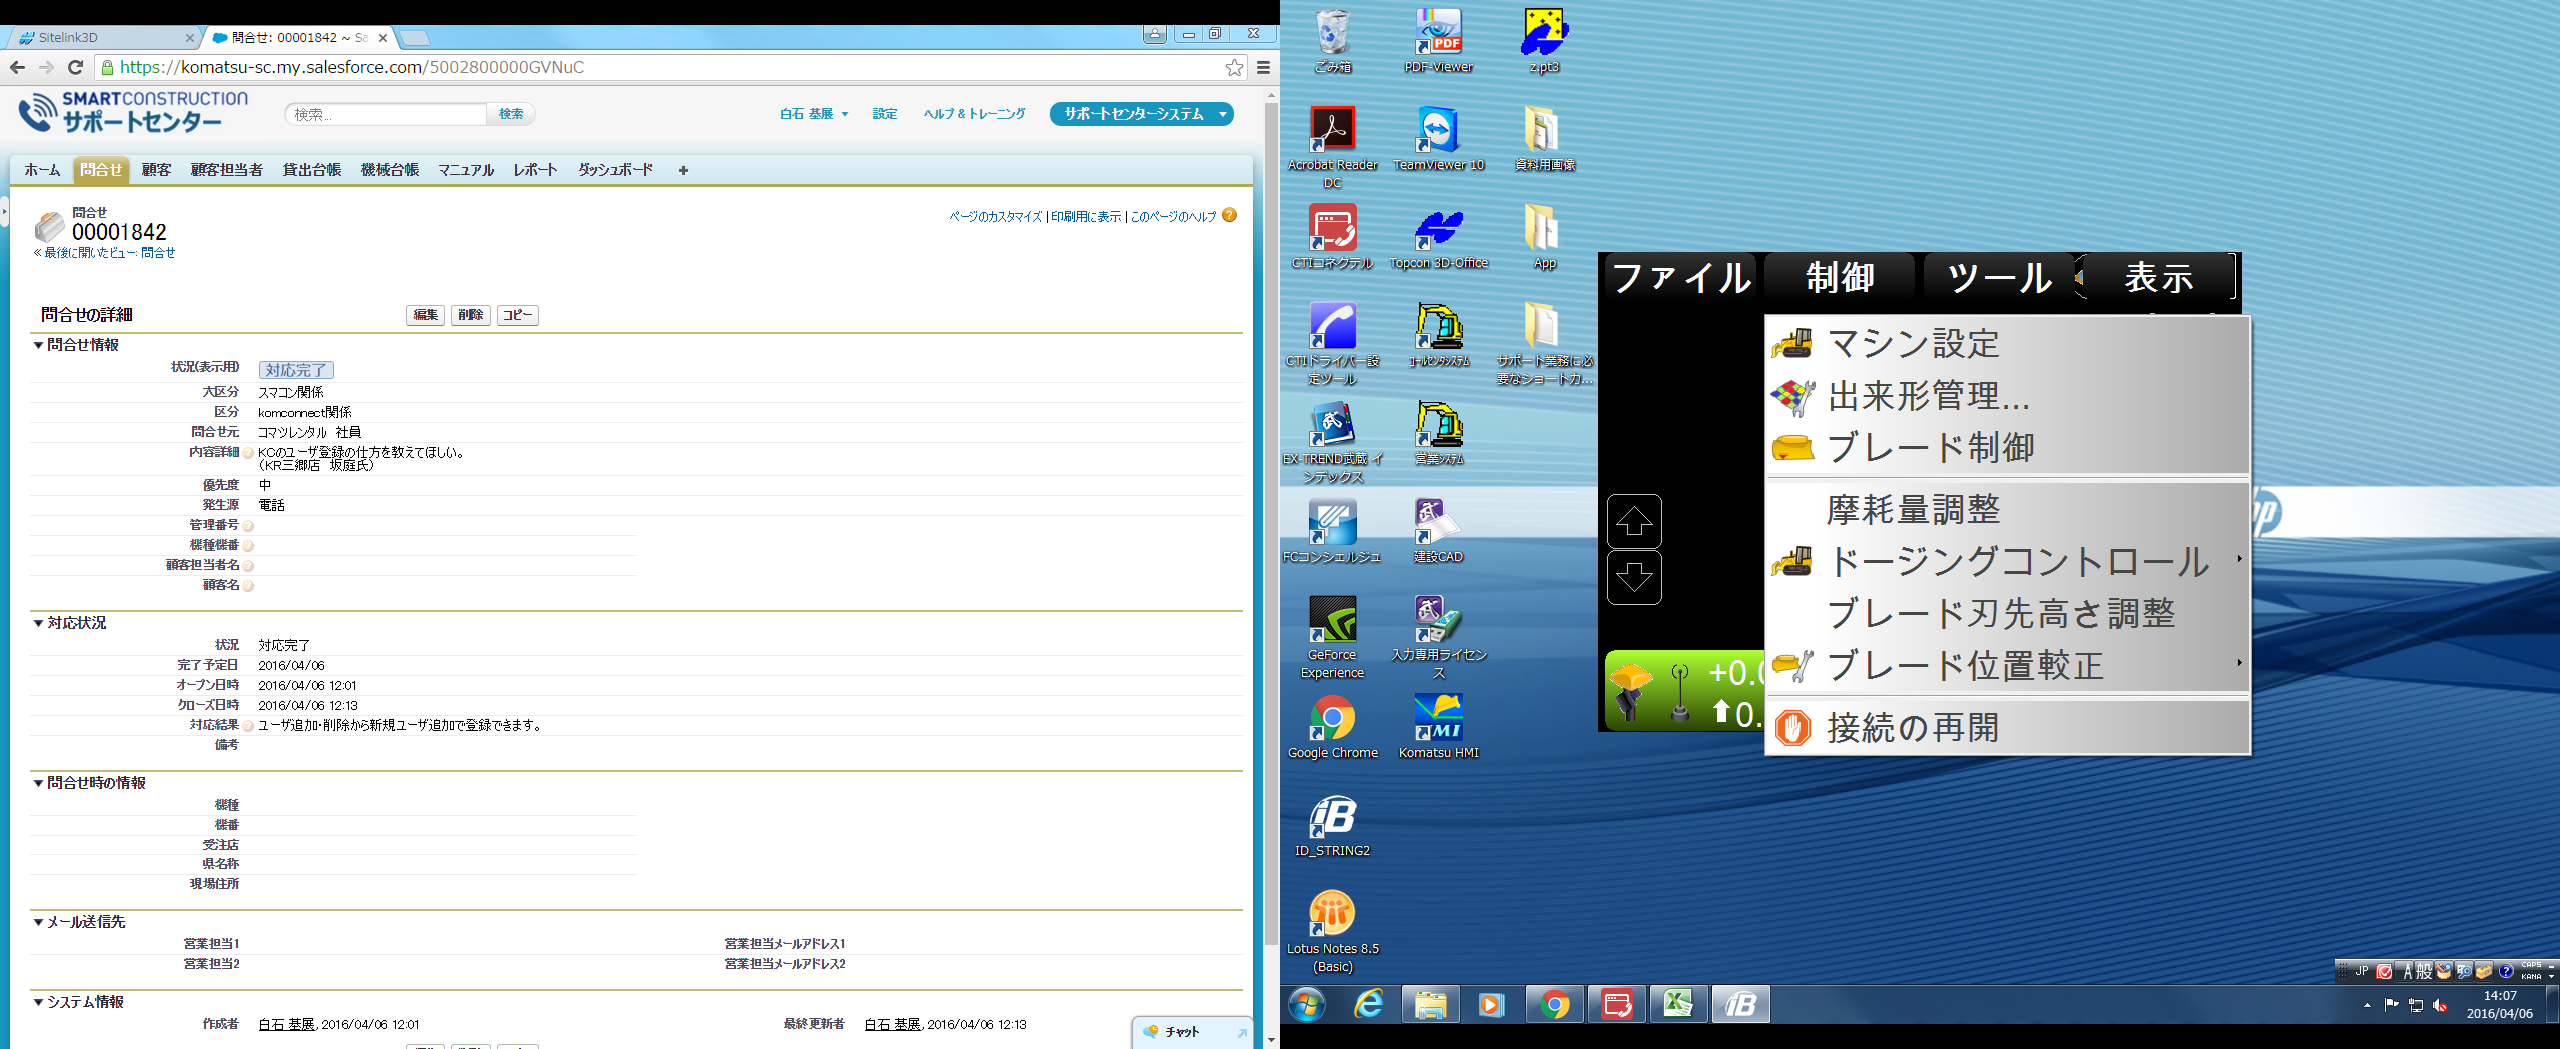 Sitelink3D
問合せ: 00001842 ~ Sa
https://komatsu-sc.my.salesforce.com/5002800000GVNuC
SMARTCONSTRUCTION
サポートセンター
検索...
検索
白石 基展
設定
ヘルプ & トレーニング
サポートセンターシステム
ホーム
問合せ
顧客
顧客担当者
貸出台帳
機械台帳
マニュアル
レポート
ダッシュボード
+
問合せ
00001842
« 最後に開いたビュー: 問合せ
ページのカスタマイズ | 印刷用に表示 | このページのヘルプ
問合せの詳細
編集
削除
コピー
問合せ情報
状況(表示用) 対応完了
大区分 スマコン関係
区分 komconnect関係
問合せ元 コマツレンタル 社員
内容詳細 KCのユーザ登録の仕方を教えてほしい。
(KR三郷店 坂庭氏)
優先度 中
発生源 電話
管理番号
機種機番
顧客担当者名
顧客名
対応状況
状況 対応完了
完了予定日 2016/04/06
オープン日時 2016/04/06 12:01
クローズ日時 2016/04/06 12:13
対応結果 ユーザ追加・削除から新規ユーザ追加で登録できます。
備考
問合せ時の情報
機種
機番
受注店
県名称
現場住所
メール送信先
営業担当1 営業担当メールアドレス1
営業担当2 営業担当メールアドレス2
システム情報
作成者 白石 基展, 2016/04/06 12:01 最終更新者 白石 基展, 2016/04/06 12:13
チャット
ごみ箱
PDF-Viewer
z.pt3
Acrobat Reader
DC
TeamViewer 10
資料用画像
CTIコネクテル
Topcon 3D-Office
App
CTIドライバー設
定ツール
コールセンタシステム
サポート業務に必
要なショートカ...
EX-TREND武蔵 イ
ンデックス
営業システム
FCコンシェルジュ
建設CAD
GeForce
Experience
入力専用ライセン
ス
Google Chrome
Komatsu HMI
ID_STRING2
Lotus Notes 8.5
(Basic)
ファイル
制御
ツール
表示
マシン設定
出来形管理...
ブレード制御
摩耗量調整
ドージングコントロール
ブレード刃先高さ調整
ブレード位置較正
接続の再開
+0.0
0.
hp
JP
A般
CAPS
KANA
14:07
2016/04/06